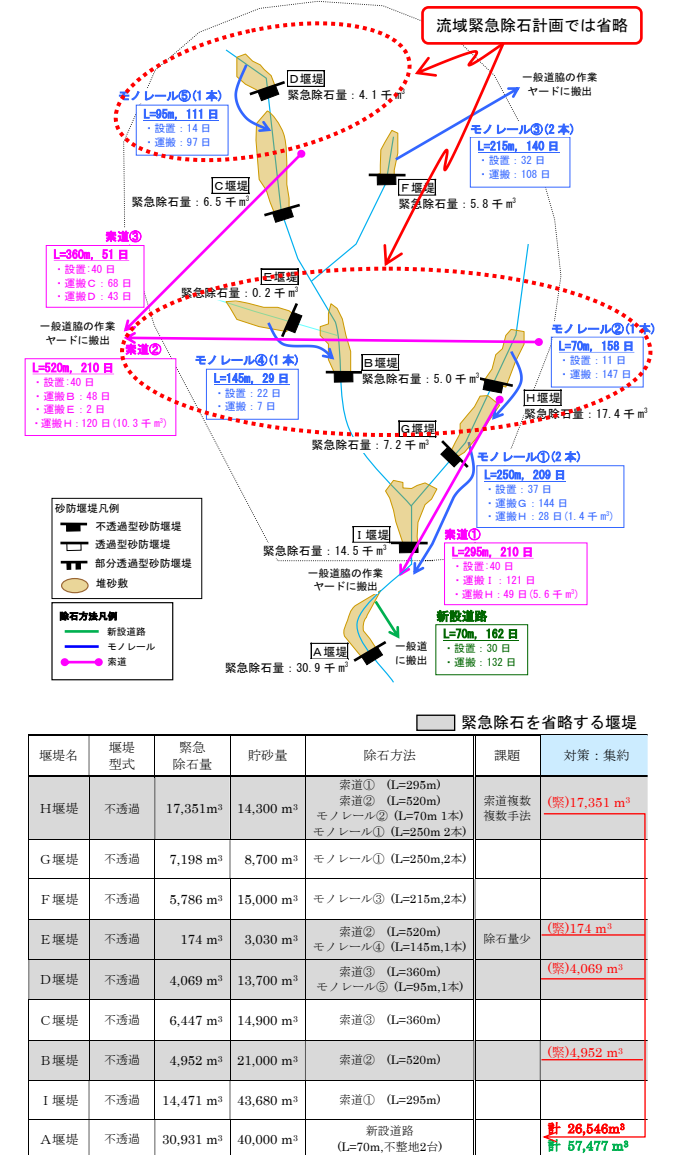 流域緊急除石計画では省略
D堰堤
緊急除石量：4.1千㎥
一般道脇の作業
ヤードに搬出
モノレール⑤(1本)
L=95m, 111日
・設置：14日
・運搬：97日
モノレール③(2本)
L=215m, 140日
・設置：32日
・運搬：108日
C堰堤
緊急除石量：6.5千㎥
F堰堤
緊急除石量：5.8千㎥
索道③
L=360m, 51日
・設置:40日
・運搬C：68日
・運搬D：43日
E堰堤
緊急除石量：0.2千㎥
一般道脇の作業
ヤードに搬出
索道②
L=520m, 210日
・設置:40日
・運搬B：48日
・運搬E：2日
・運搬H：120日(10.3千㎥)
モノレール④(1本)
L=145m, 29日
・設置：22日
・運搬：7日
B堰堤
緊急除石量：5.0千㎥
モノレール②(1本)
L=70m, 158日
・設置：11日
・運搬：147日
H堰堤
緊急除石量：17.4千㎥
G堰堤
緊急除石量：7.2千㎥
モノレール①(2本)
L=250m, 209日
・設置：37日
・運搬G：144日
・運搬H：28日(1.4千㎥)
I堰堤
緊急除石量：14.5千㎥
索道①
L=295m, 210日
・設置:40日
・運搬I：121日
・運搬H：49日(5.6千㎥)
一般道脇の作業
ヤードに搬出
新設道路
L=70m, 162日
・設置：30日
・運搬：132日
A堰堤
緊急除石量：30.9千㎥
一般道
に搬出
砂防堰堤凡例
不透過型砂防堰堤
透過型砂防堰堤
部分透過型砂防堰堤
堆砂敷
除石方法凡例
新設道路
モノレール
索道
緊急除石を省略する堰堤
堰堤名 堰堤型式 緊急除石量 貯砂量 除石方法 課題 対策：集約
H堰堤 不透過 17,351m³ 14,300 m³ 索道① (L=295m) 索道② (L=520m) モノレール② (L=70m 1本) モノレール① (L=250m 2本) 索道複数 複数手法 (緊)17,351 m³
G堰堤 不透過 7,198 m³ 8,700 m³ モノレール① (L=250m,2本)
F堰堤 不透過 5,786 m³ 15,000 m³ モノレール③ (L=215m,2本)
E堰堤 不透過 174 m³ 3,030 m³ 索道② (L=520m) モノレール④ (L=145m,1本) 除石量少 (緊)174 m³
D堰堤 不透過 4,069 m³ 13,700 m³ 索道③ (L=360m) モノレール⑤ (L=95m,1本) (緊)4,069 m³
C堰堤 不透過 6,447 m³ 14,900 m³ 索道③ (L=360m)
B堰堤 不透過 4,952 m³ 21,000 m³ 索道② (L=520m) (緊)4,952 m³
I堰堤 不透過 14,471 m³ 43,680 m³ 索道① (L=295m)
A堰堤 不透過 30,931 m³ 40,000 m³ 新設道路 (L=70m,不整地2台) 計 26,546m³ 計 57,477 m³